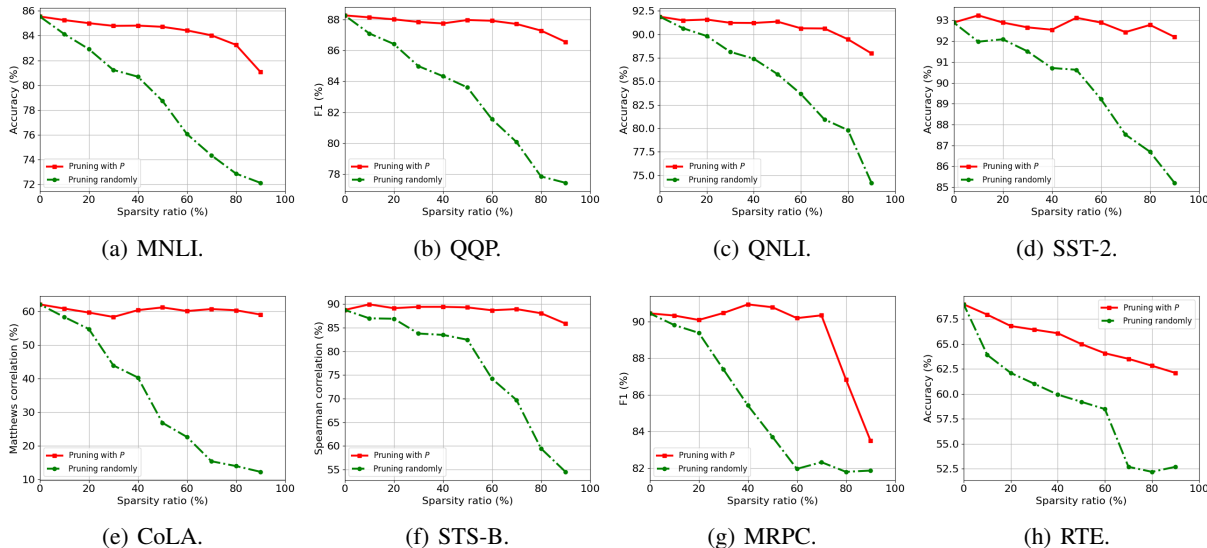 86
84
82
80
78
76
74
72
Accuracy (%)
Pruning with P
Pruning randomly
0 20 40 60 80 100
Sparsity ratio (%)
(a) MNLI.
88
86
84
82
80
78
F1 (%)
Pruning with P
Pruning randomly
0 20 40 60 80 100
Sparsity ratio (%)
(b) QQP.
92.5
90.0
87.5
85.0
82.5
80.0
77.5
75.0
Accuracy (%)
Pruning with P
Pruning randomly
0 20 40 60 80 100
Sparsity ratio (%)
(c) QNLI.
93
92
91
90
89
88
87
86
85
Accuracy (%)
Pruning with P
Pruning randomly
0 20 40 60 80 100
Sparsity ratio (%)
(d) SST-2.
60
50
40
30
20
10
Matthews correlation (%)
Pruning with P
Pruning randomly
0 20 40 60 80 100
Sparsity ratio (%)
(e) CoLA.
90
85
80
75
70
65
60
55
Spearman correlation (%)
Pruning with P
Pruning randomly
0 20 40 60 80 100
Sparsity ratio (%)
(f) STS-B.
90
88
86
84
82
F1 (%)
Pruning with P
Pruning randomly
0 20 40 60 80 100
Sparsity ratio (%)
(g) MRPC.
67.5
65.0
62.5
60.0
57.5
55.0
52.5
Accuracy (%)
Pruning with P
Pruning randomly
0 20 40 60 80 100
Sparsity ratio (%)
(h) RTE.